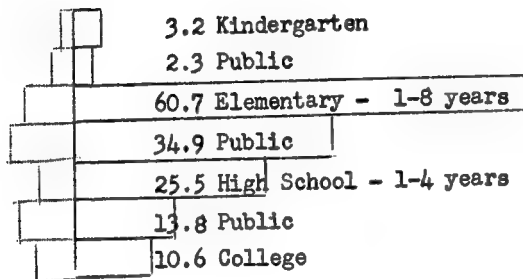 3.2 Kindergarten
2.3 Public
60.7 Elementary - 1-8 years
34.9 Public
25.5 High School - 1-4 years
13.8 Public
10.6 College